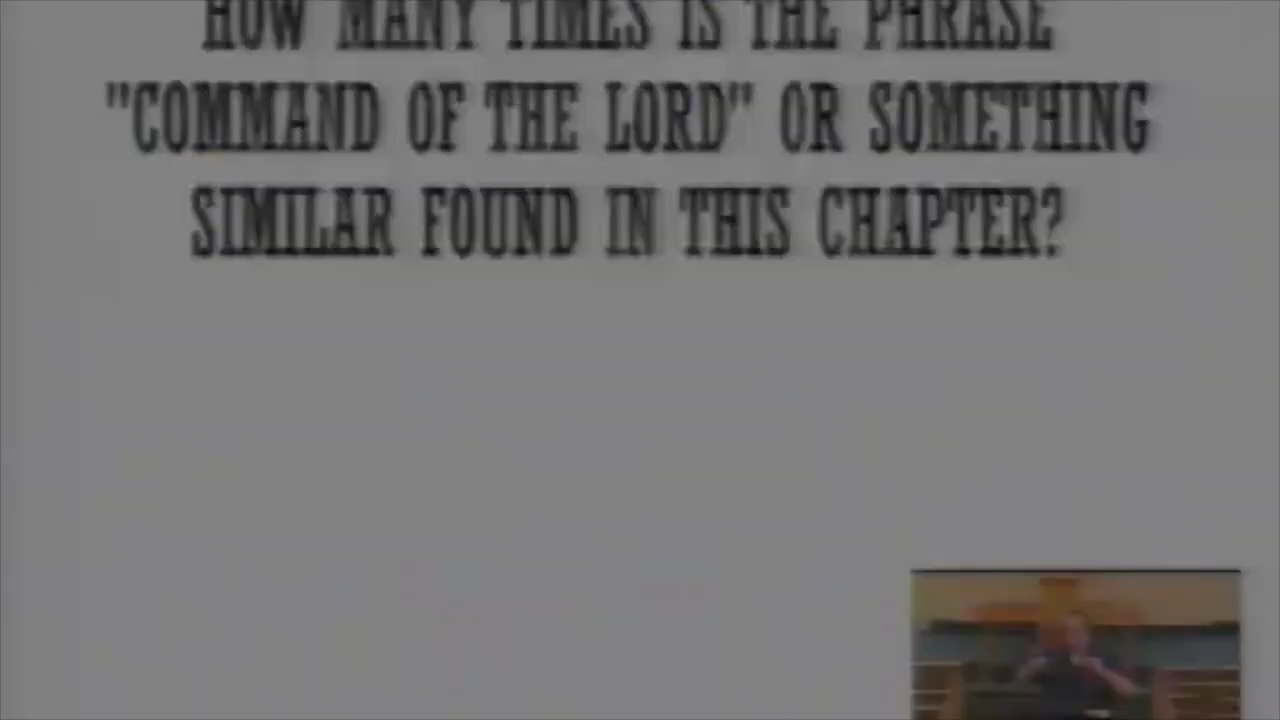 HOW MANY TIMES IS THE PHRASE
"COMMAND OF THE LORD" OR SOMETHING
SIMILAR FOUND IN THIS CHAPTER?